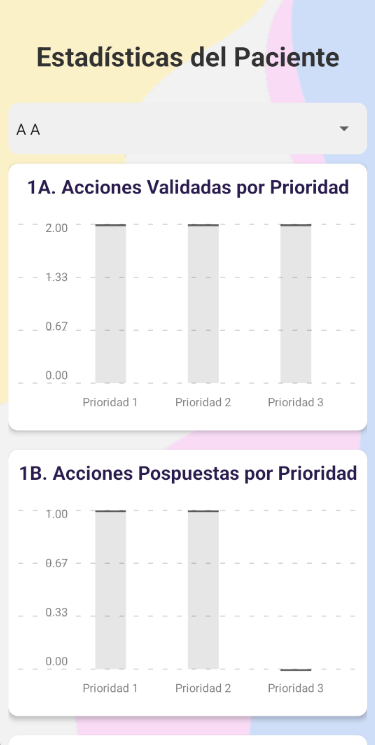 Estadísticas del Paciente
A A
1A. Acciones Validadas por Prioridad
2.00
1.33
0.67
0.00
Prioridad 1 Prioridad 2 Prioridad 3
1B. Acciones Pospuestas por Prioridad
1.00
0.67
0.33
0.00
Prioridad 1 Prioridad 2 Prioridad 3